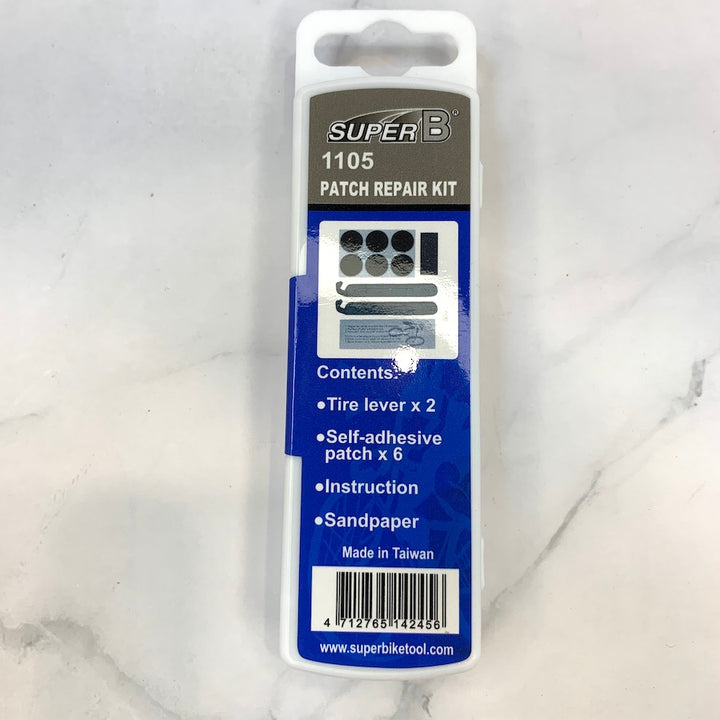 SUPER B®
1105
PATCH REPAIR KIT
Contents:
•Tire lever x 2
•Self-adhesive
patch x 6
•Instruction
•Sandpaper
Made in Taiwan
4 712765 142456
www.superbiketool.com